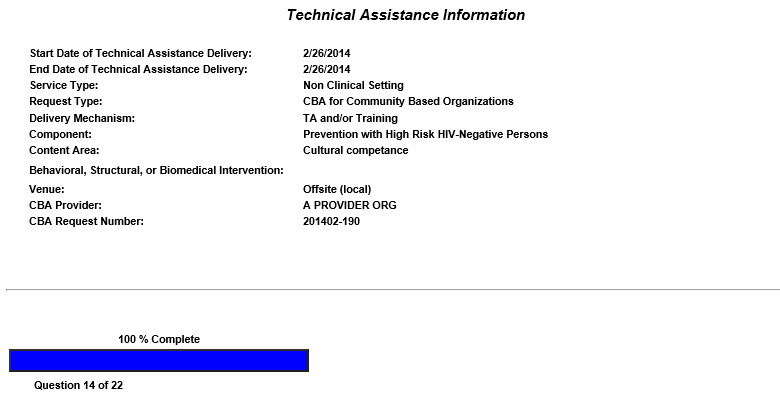 Technical Assistance Information
Start Date of Technical Assistance Delivery: 2/26/2014
End Date of Technical Assistance Delivery: 2/26/2014
Service Type: Non Clinical Setting
Request Type: CBA for Community Based Organizations
Delivery Mechanism: TA and/or Training
Component: Prevention with High Risk HIV-Negative Persons
Content Area: Cultural competance
Behavioral, Structural, or Biomedical Intervention:
Venue: Offsite (local)
CBA Provider: A PROVIDER ORG
CBA Request Number: 201402-190
100 % Complete
Question 14 of 22